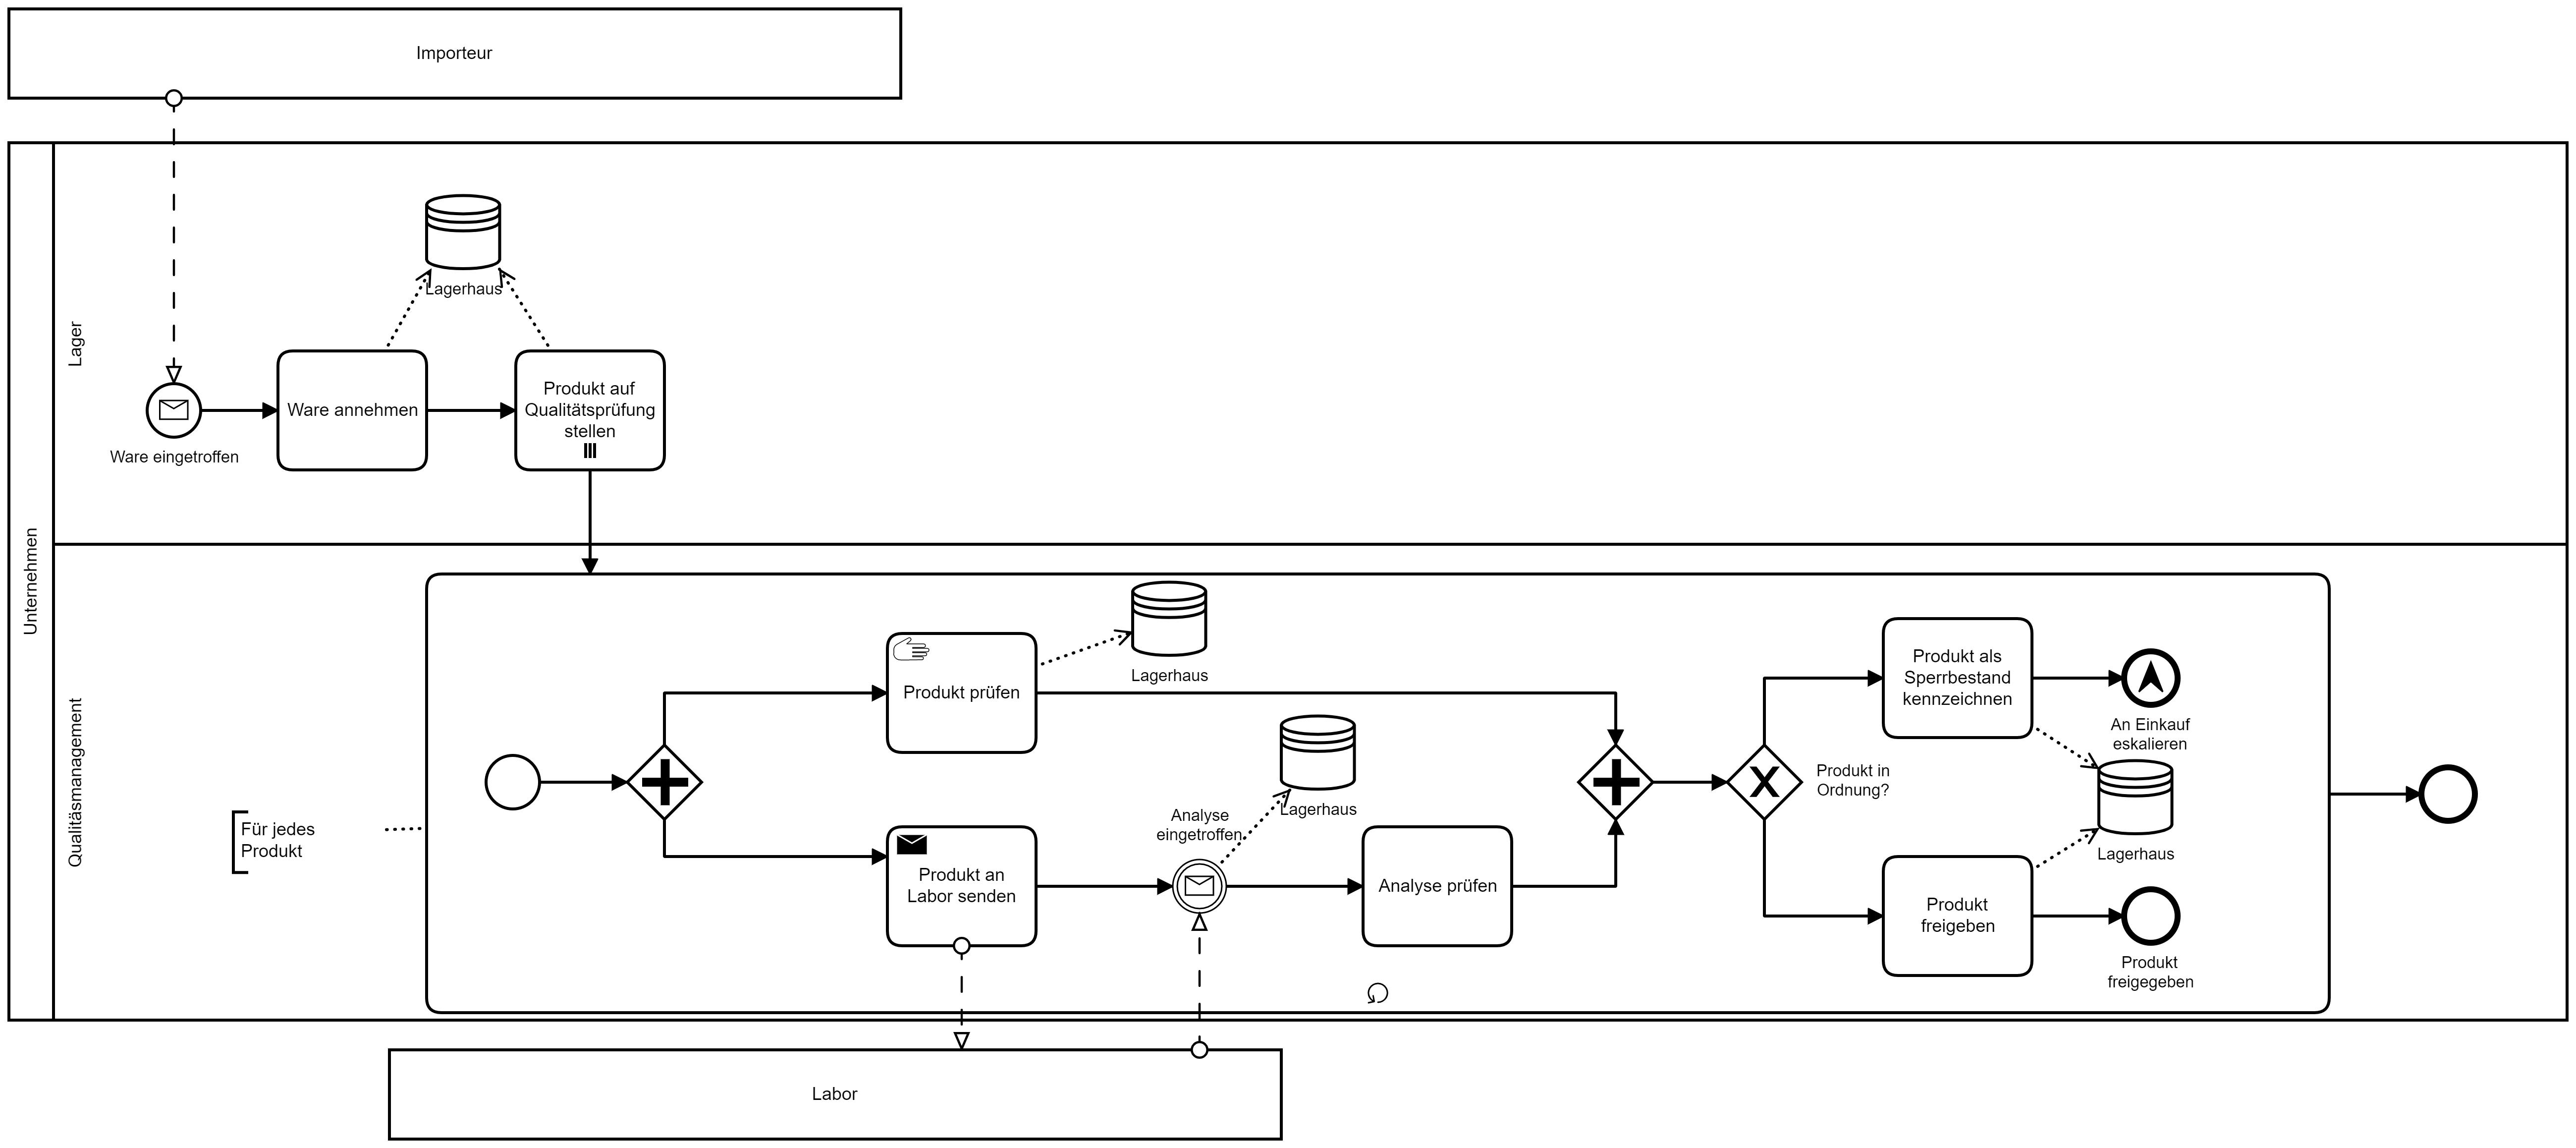 Importeur
Unternehmen
Lager
Lagerhaus
Ware eingetroffen
Ware annehmen
Produkt auf
Qualitätsprüfung
stellen
Qualitäsmanagement
Für jedes
Produkt
Produkt prüfen
Lagerhaus
Produkt an
Labor senden
Analyse
eingetroffen
Lagerhaus
Analyse prüfen
Produkt in
Ordnung?
Produkt als
Sperrbestand
kennzeichnen
An Einkauf
eskalieren
Lagerhaus
Produkt
freigeben
Produkt
freigegeben
Labor